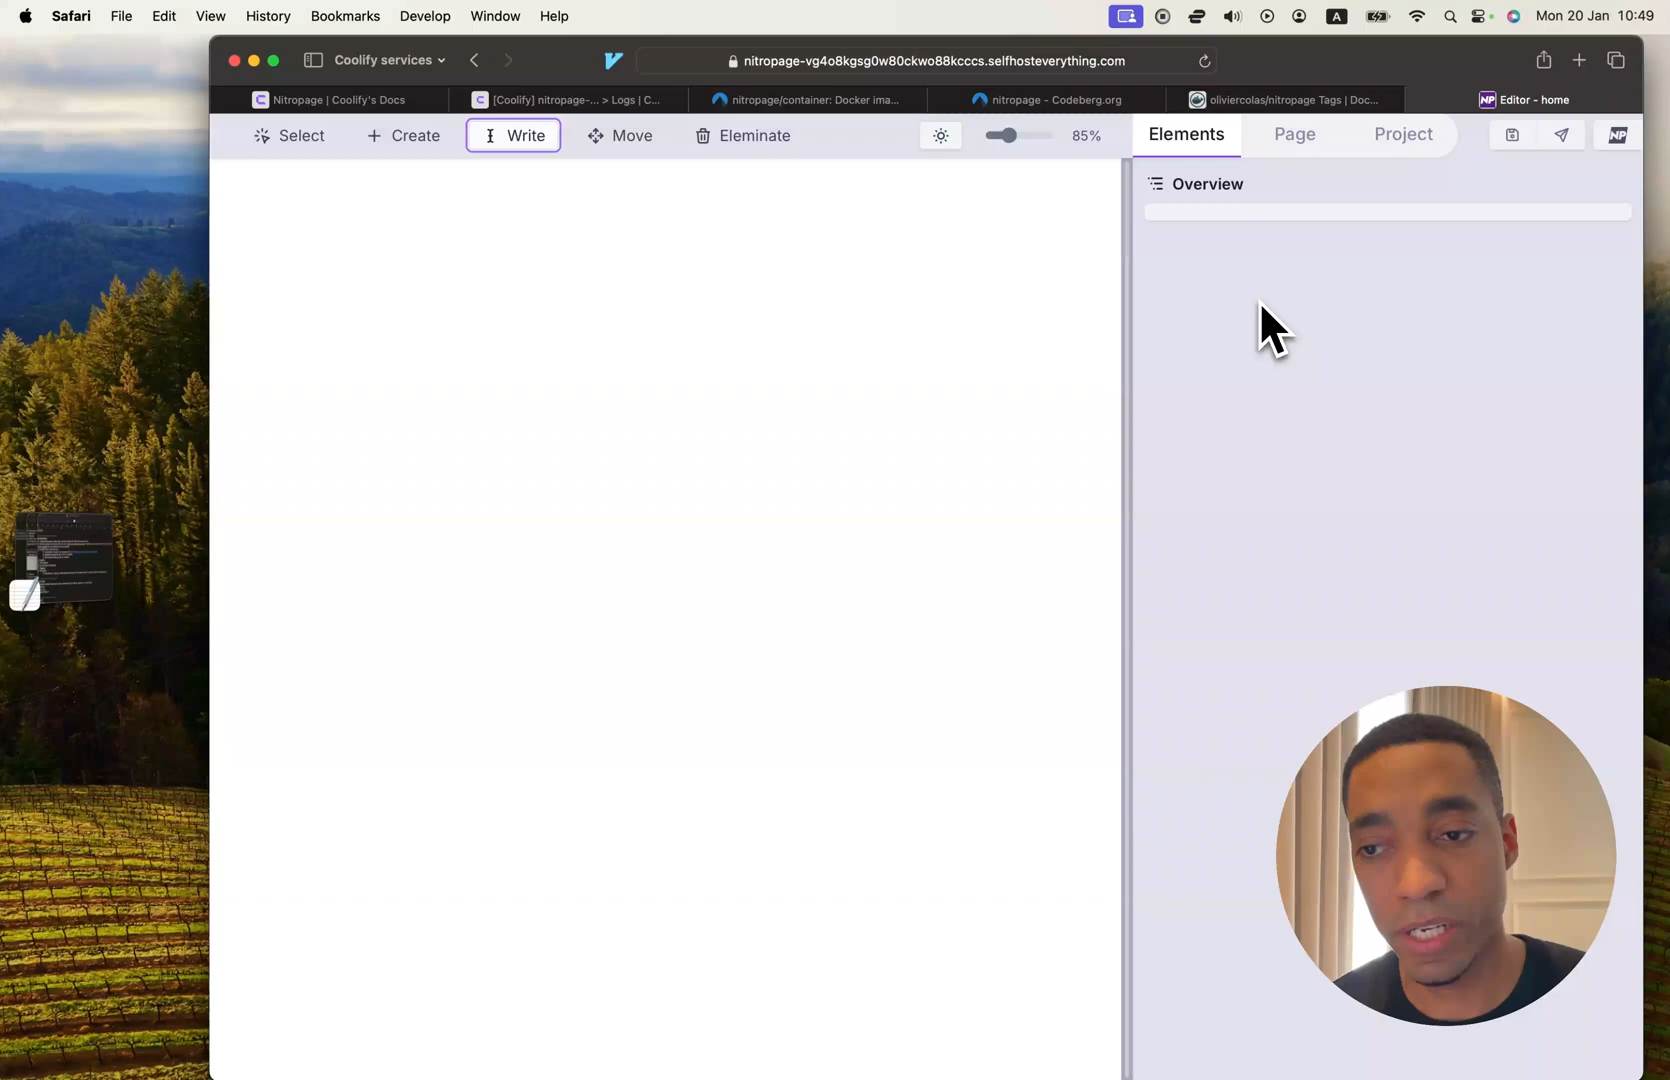 Safari File Edit View History Bookmarks Develop Window Help A Mon 20 Jan 10:49
Coolify services nitropage-vg4o8kgsg0w80ckwo88kcccs.selfhosteverything.com
Nitropage | Coolify's Docs [Coolify] nitropage-... > Logs | C... nitropage/container: Docker ima... nitropage - Codeberg.org oliviercolas/nitropage Tags | Doc... NP Editor - home
Select Create Write Move Eliminate 85% Elements Page Project NP
Overview